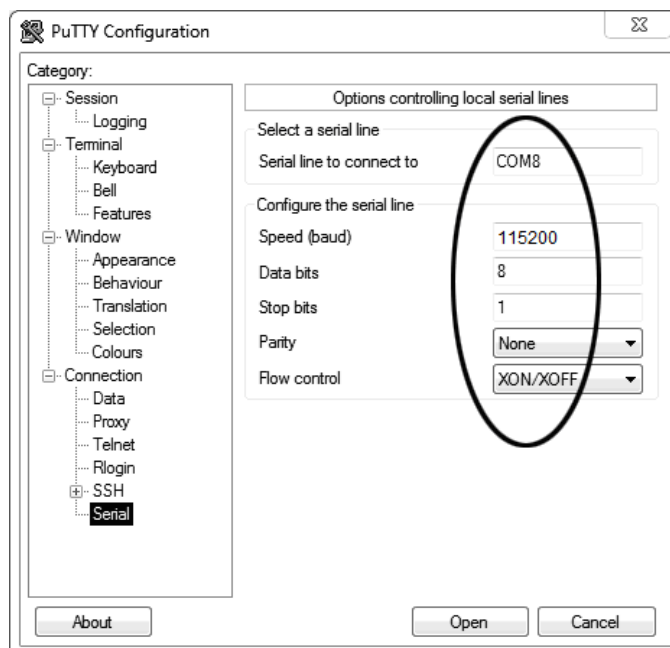 PuTTY Configuration
Category:
Session
Logging
Terminal
Keyboard
Bell
Features
Window
Appearance
Behaviour
Translation
Selection
Colours
Connection
Data
Proxy
Telnet
Rlogin
SSH
Serial
Options controlling local serial lines
Select a serial line
Serial line to connect to COM8
Configure the serial line
Speed (baud) 115200
Data bits 8
Stop bits 1
Parity None
Flow control XON/XOFF
About Open Cancel